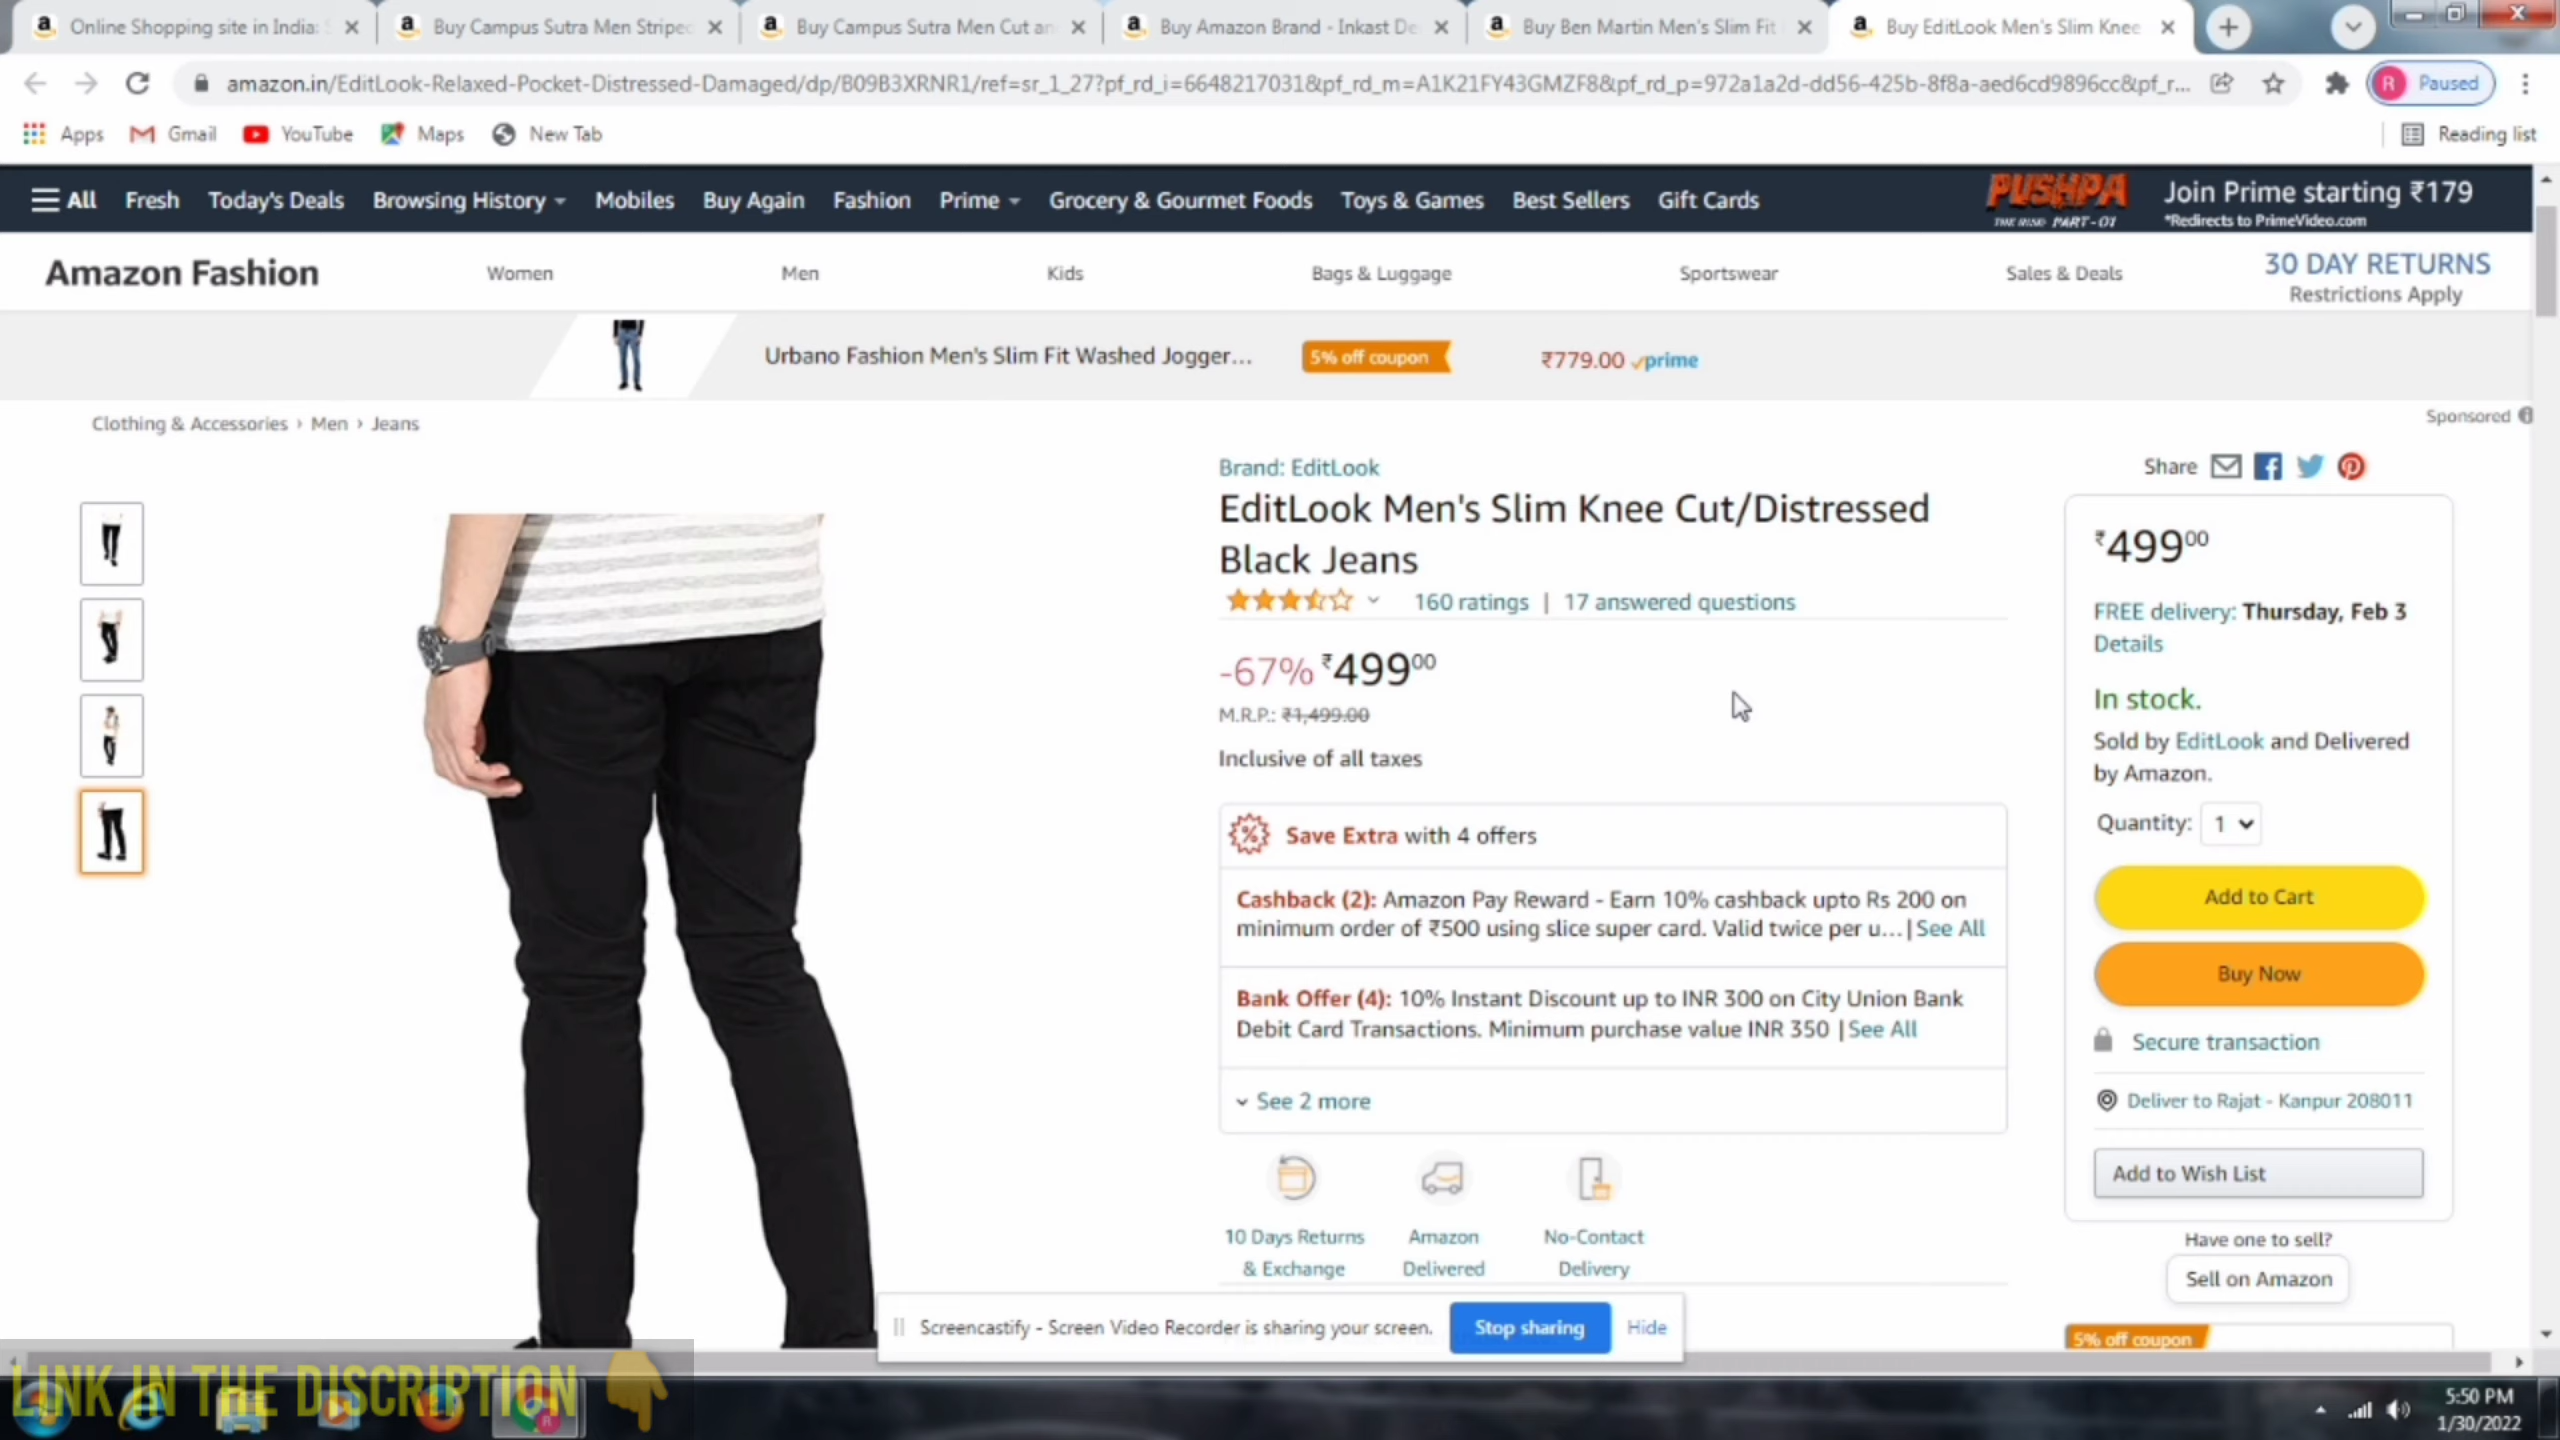 Online Shopping site in India:
Buy Campus Sutra Men Striped
Buy Campus Sutra Men Cut an
Buy Amazon Brand - Inkast De
Buy Ben Martin Men's Slim Fit
Buy EditLook Men's Slim Knee
amazon.in/EditLook-Relaxed-Pocket-Distressed-Damaged/dp/B09B3XRNR1/ref=sr_1_27?pf_rd_i=6648217031&pf_rd_m=A1K21FY43GMZF8&pf_rd_p=972a1a2d-dd56-425b-8f8a-aed6cd9896cc&pf_r...
R Paused
Apps Gmail YouTube Maps New Tab
Reading list
All Fresh Today's Deals Browsing History Mobiles Buy Again Fashion Prime Grocery & Gourmet Foods Toys & Games Best Sellers Gift Cards
PUSHPA
THE RISE PART-01
Join Prime starting ₹179
*Redirects to PrimeVideo.com
Amazon Fashion
Women Men Kids Bags & Luggage Sportswear Sales & Deals
30 DAY RETURNS
Restrictions Apply
Urbano Fashion Men's Slim Fit Washed Jogger... 5% off coupon ₹779.00 prime
Sponsored
Clothing & Accessories › Men › Jeans
Brand: EditLook
EditLook Men's Slim Knee Cut/Distressed
Black Jeans
160 ratings | 17 answered questions
-67% ₹499 00
M.R.P.: ₹1,499.00
Inclusive of all taxes
Save Extra with 4 offers
Cashback (2): Amazon Pay Reward - Earn 10% cashback upto Rs 200 on
minimum order of ₹500 using slice super card. Valid twice per u... | See All
Bank Offer (4): 10% Instant Discount up to INR 300 on City Union Bank
Debit Card Transactions. Minimum purchase value INR 350 | See All
See 2 more
10 Days Returns
& Exchange
Amazon
Delivered
No-Contact
Delivery
Share
₹499 00
FREE delivery: Thursday, Feb 3
Details
In stock.
Sold by EditLook and Delivered
by Amazon.
Quantity: 1
Add to Cart
Buy Now
Secure transaction
Deliver to Rajat - Kanpur 208011
Add to Wish List
Have one to sell?
Sell on Amazon
5% off coupon
Screencastify - Screen Video Recorder is sharing your screen. Stop sharing Hide
LINK IN THE DISCRIPTION
5:50 PM
1/30/2022